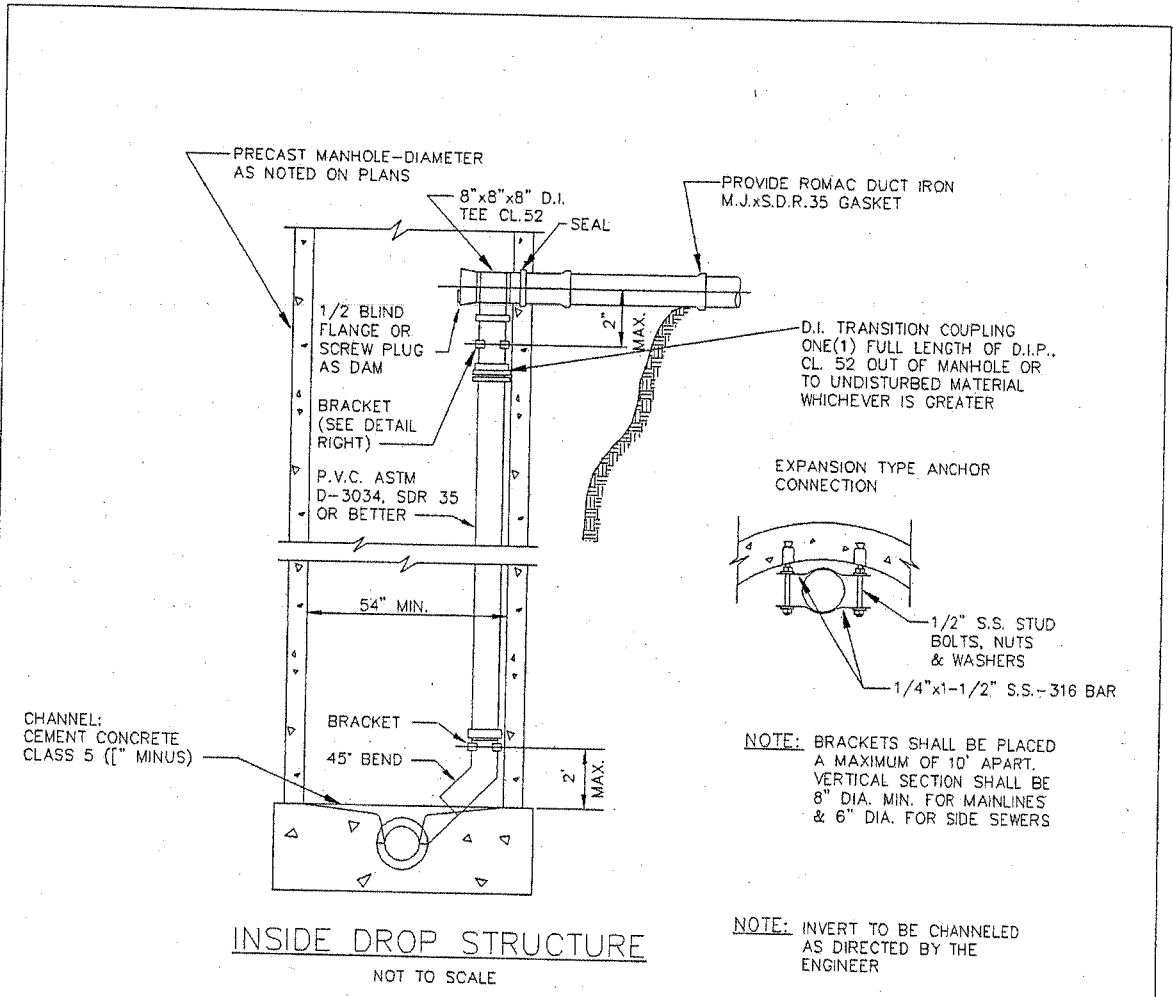 PRECAST MANHOLE-DIAMETER
AS NOTED ON PLANS
8"x8"x8" D.I.
TEE CL.52
SEAL
PROVIDE ROMAC DUCT IRON
M.J.xS.D.R.35 GASKET
1/2 BLIND
FLANGE OR
SCREW PLUG
AS DAM
2"
MAX.
D.I. TRANSITION COUPLING
ONE(1) FULL LENGTH OF D.I.P.,
CL. 52 OUT OF MANHOLE OR
TO UNDISTURBED MATERIAL
WHICHEVER IS GREATER
BRACKET
(SEE DETAIL
RIGHT)
P.V.C. ASTM
D-3034, SDR 35
OR BETTER
EXPANSION TYPE ANCHOR
CONNECTION
54" MIN.
1/2" S.S. STUD
BOLTS, NUTS
& WASHERS
1/4"x1-1/2" S.S.-316 BAR
CHANNEL:
CEMENT CONCRETE
CLASS 5 ([" MINUS)
BRACKET
45° BEND
2'
MAX.
NOTE: BRACKETS SHALL BE PLACED
A MAXIMUM OF 10' APART.
VERTICAL SECTION SHALL BE
8" DIA. MIN. FOR MAINLINES
& 6" DIA. FOR SIDE SEWERS
INSIDE DROP STRUCTURE
NOT TO SCALE
NOTE: INVERT TO BE CHANNELED
AS DIRECTED BY THE
ENGINEER